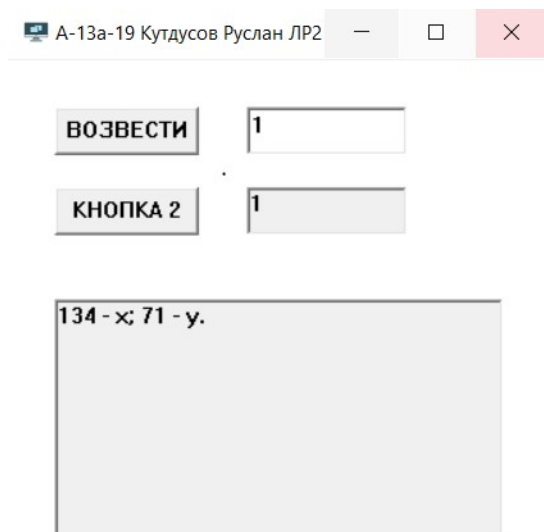 А-13а-19 Кутдусов Руслан ЛР2
ВОЗВЕСТИ
1
КНОПКА 2
1
134 - x; 71 - y.